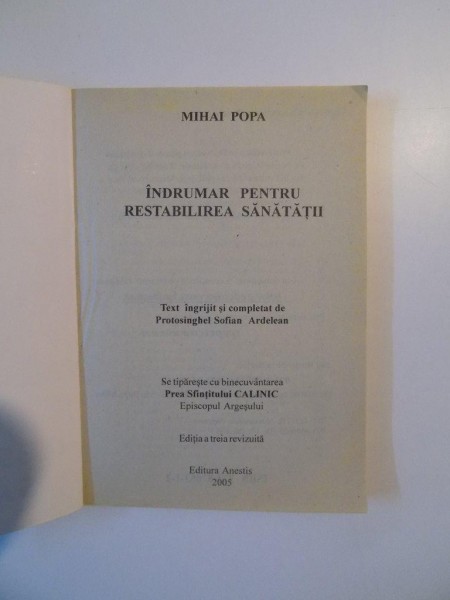 MIHAI POPA
ÎNDRUMAR PENTRU
RESTABILIREA SĂNĂTĂȚII
Text îngrijit și completat de
Protosinghel Sofian Ardelean
Se tipărește cu binecuvântarea
Prea Sfințitului CALINIC
Episcopul Argeșului
Ediția a treia revizuită
Editura Anestis
2005